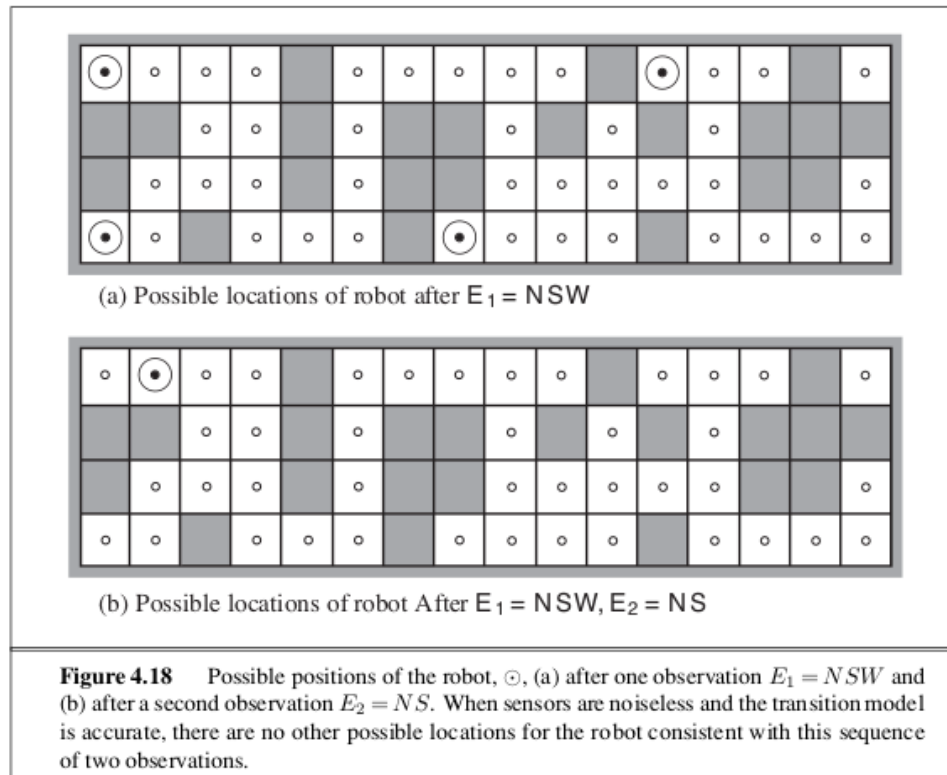 (a) Possible locations of robot after E₁ = NSW
(b) Possible locations of robot After E₁ = NSW, E₂ = NS
Figure 4.18 Possible positions of the robot, ⊙, (a) after one observation E₁ = NSW and
(b) after a second observation E₂ = NS. When sensors are noiseless and the transition model
is accurate, there are no other possible locations for the robot consistent with this sequence
of two observations.